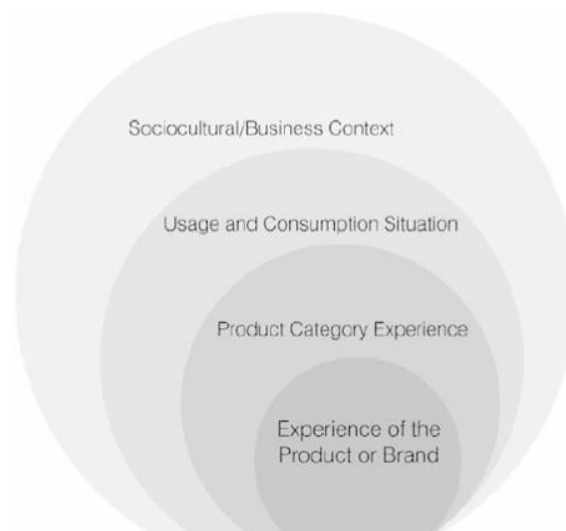 Sociocultural/Business Context
Usage and Consumption Situation
Product Category Experience
Experience of the
Product or Brand